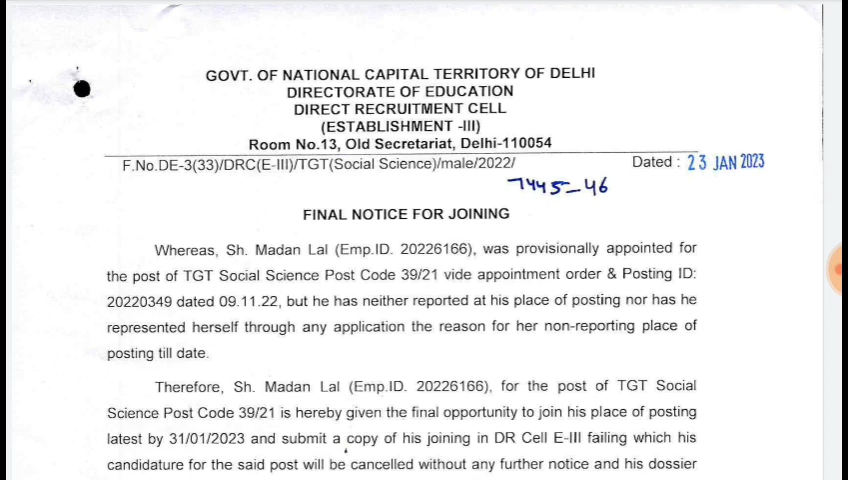 GOVT. OF NATIONAL CAPITAL TERRITORY OF DELHI
DIRECTORATE OF EDUCATION
DIRECT RECRUITMENT CELL
(ESTABLISHMENT -III)
Room No.13, Old Secretariat, Delhi-110054
F.No.DE-3(33)/DRC(E-III)/TGT(Social Science)/male/2022/ Dated : 23 JAN 2023
7445-46
FINAL NOTICE FOR JOINING
Whereas, Sh. Madan Lal (Emp.ID. 20226166), was provisionally appointed for
the post of TGT Social Science Post Code 39/21 vide appointment order & Posting ID:
20220349 dated 09.11.22, but he has neither reported at his place of posting nor has he
represented herself through any application the reason for her non-reporting place of
posting till date.
Therefore, Sh. Madan Lal (Emp.ID. 20226166), for the post of TGT Social
Science Post Code 39/21 is hereby given the final opportunity to join his place of posting
latest by 31/01/2023 and submit a copy of his joining in DR Cell E-III failing which his
candidature for the said post will be cancelled without any further notice and his dossier